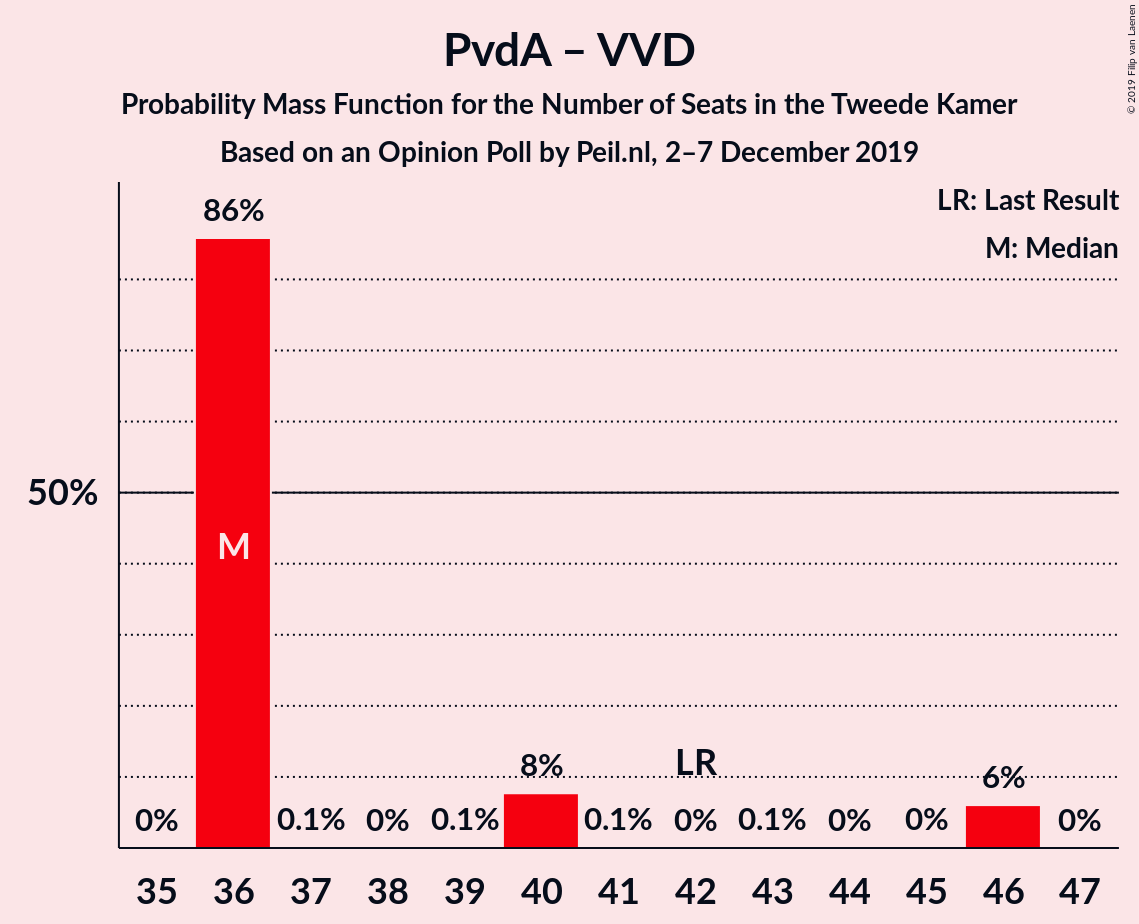 PvdA – VVD
Probability Mass Function for the Number of Seats in the Tweede Kamer
Based on an Opinion Poll by Peil.nl, 2–7 December 2019
© 2019 Filip van Laenen
LR: Last Result
M: Median
86%
50%
M
LR
8%
6%
0% 0.1% 0% 0.1% 0.1% 0% 0.1% 0% 0% 0%
35 36 37 38 39 40 41 42 43 44 45 46 47